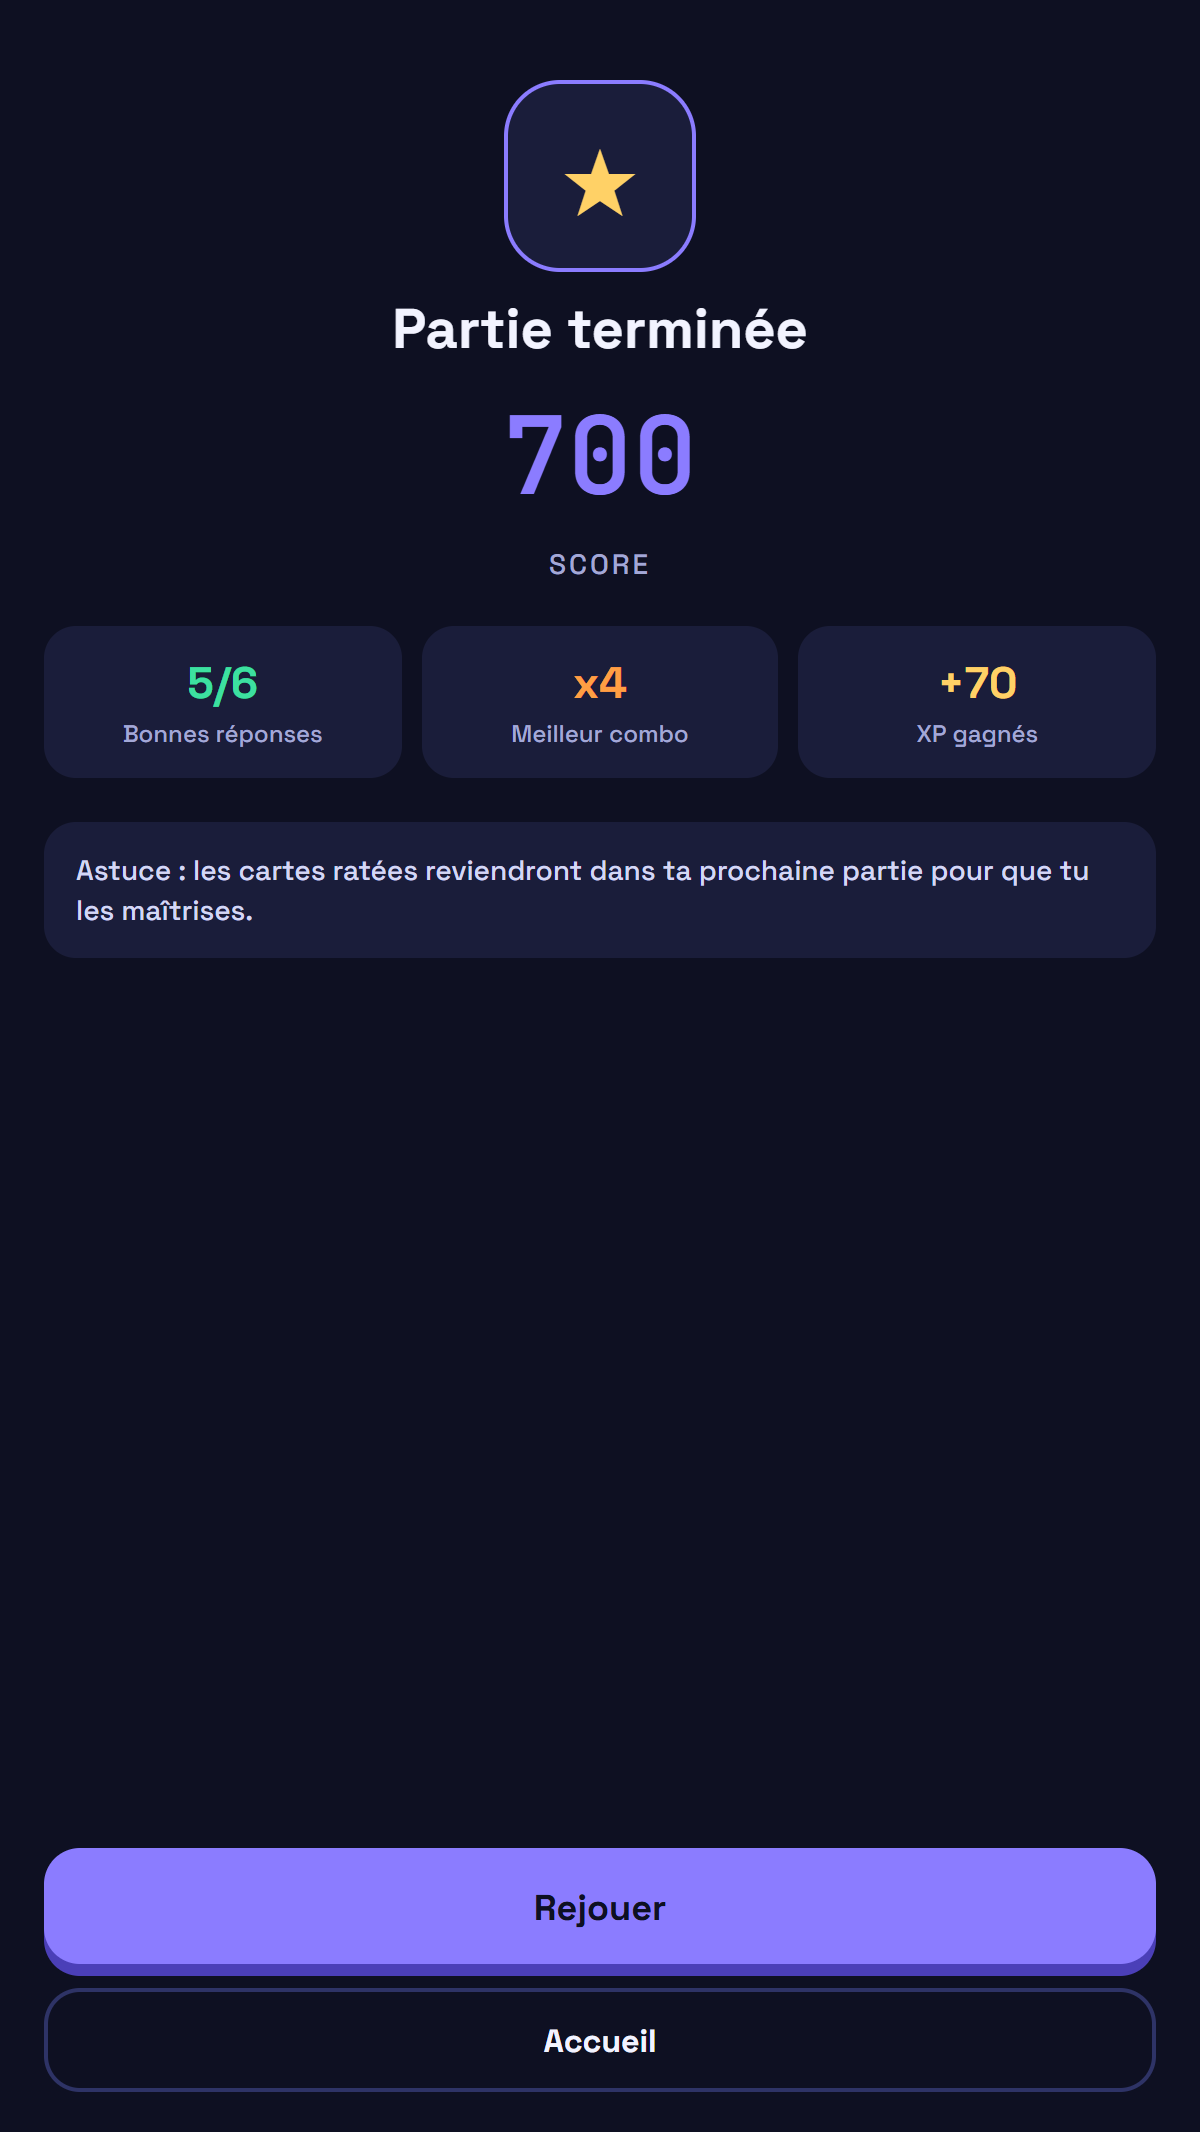 Partie terminée
700
SCORE
5/6
Bonnes réponses
x4
Meilleur combo
+70
XP gagnés
Astuce : les cartes ratées reviendront dans ta prochaine partie pour que tu
les maîtrises.
Rejouer
Accueil